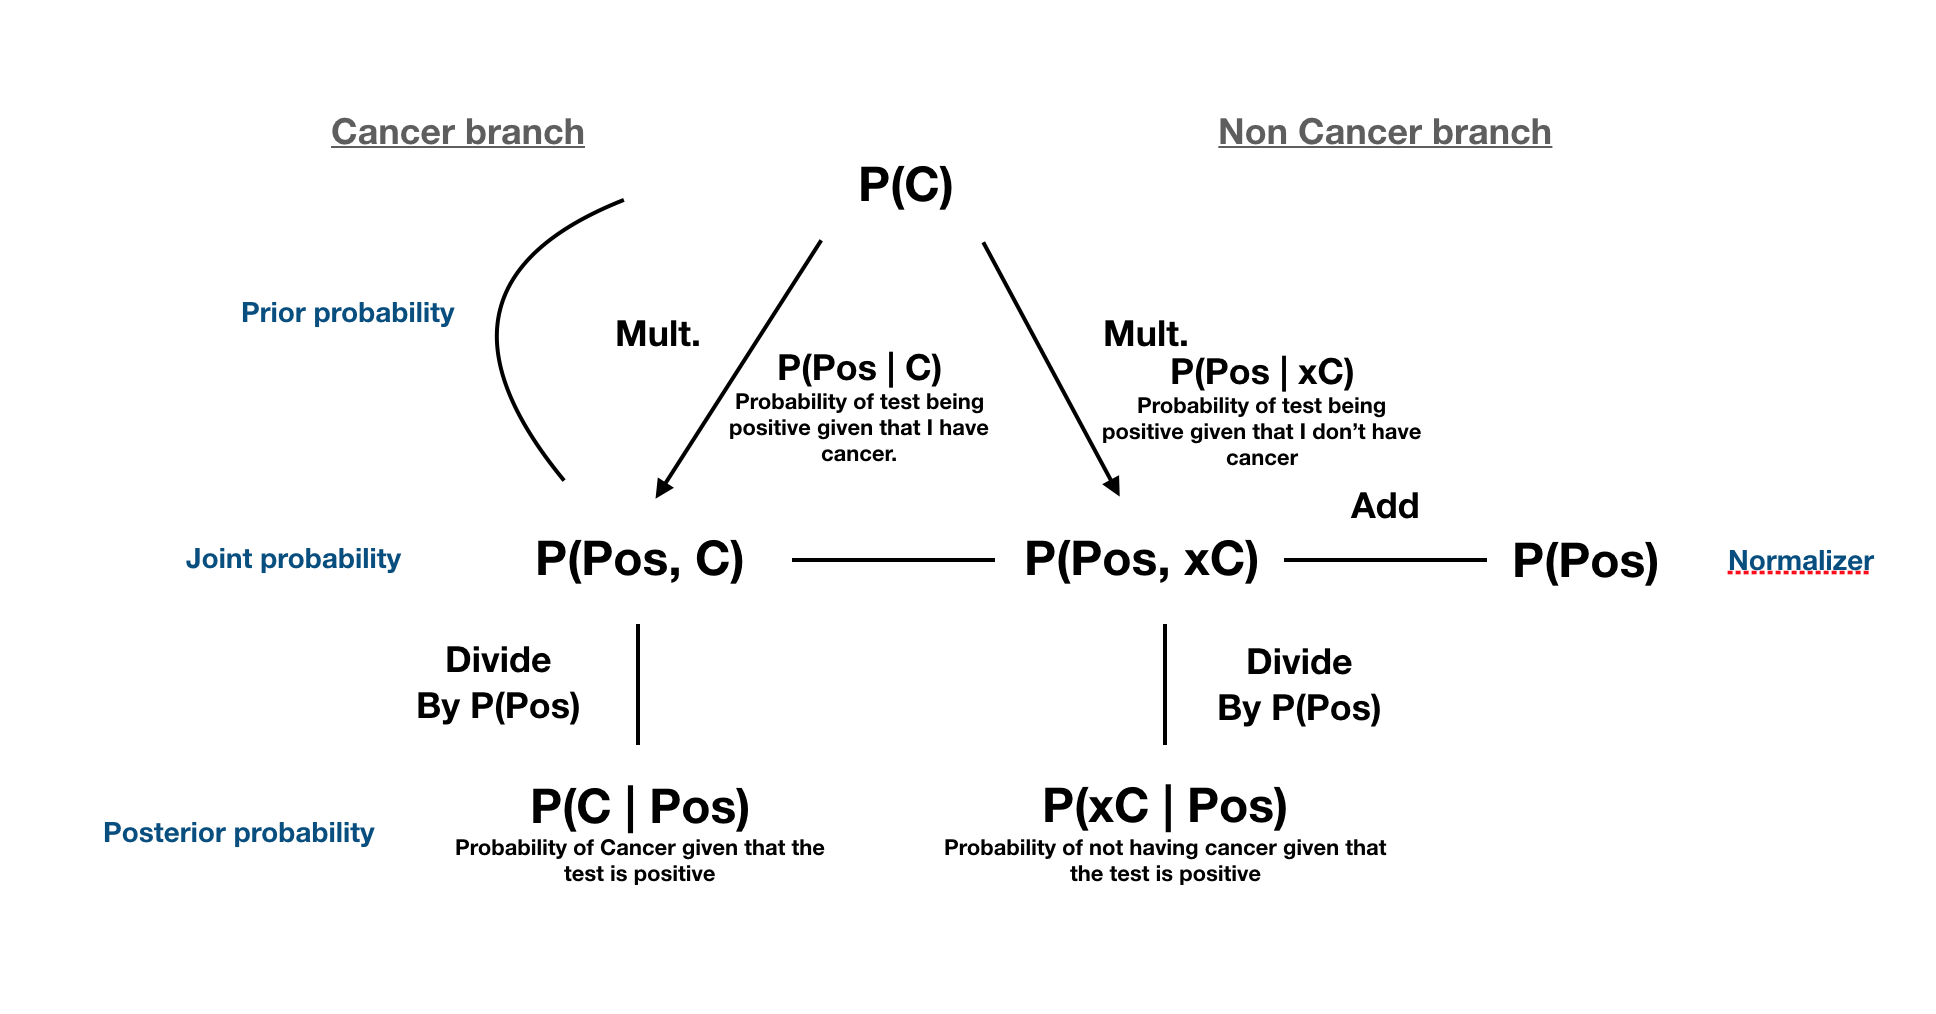 Cancer branch
Non Cancer branch
P(C)
Prior probability
Mult.
P(Pos | C)
Probability of test being
positive given that I have
cancer.
Mult.
P(Pos | xC)
Probability of test being
positive given that I don’t have
cancer
Add
Joint probability
P(Pos, C)
P(Pos, xC)
P(Pos)
Normalizer
Divide
By P(Pos)
Divide
By P(Pos)
Posterior probability
P(C | Pos)
Probability of Cancer given that the
test is positive
P(xC | Pos)
Probability of not having cancer given that
the test is positive